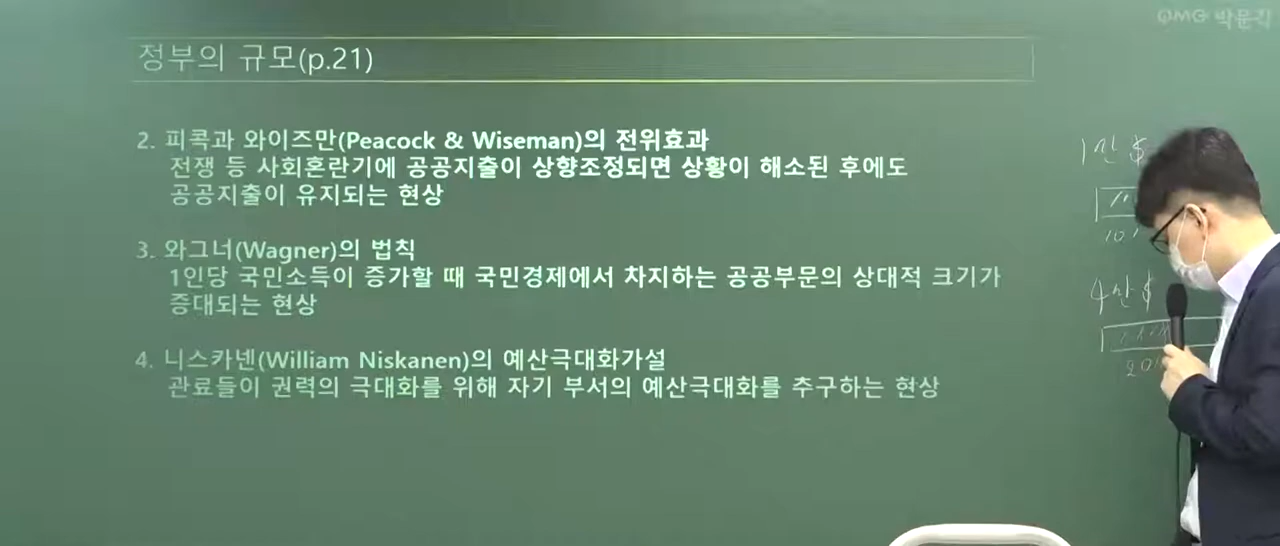 PMG 박문각
정부의 규모(p.21)
2. 피콕과 와이즈만(Peacock & Wiseman)의 전위효과
전쟁 등 사회혼란기에 공공지출이 상향조정되면 상황이 해소된 후에도
공공지출이 유지되는 현상
3. 와그너(Wagner)의 법칙
1인당 국민소득이 증가할 때 국민경제에서 차지하는 공공부문의 상대적 크기가
증대되는 현상
4. 니스카넨(William Niskanen)의 예산극대화가설
관료들이 권력의 극대화를 위해 자기 부서의 예산극대화를 추구하는 현상
1만 $
4만 $